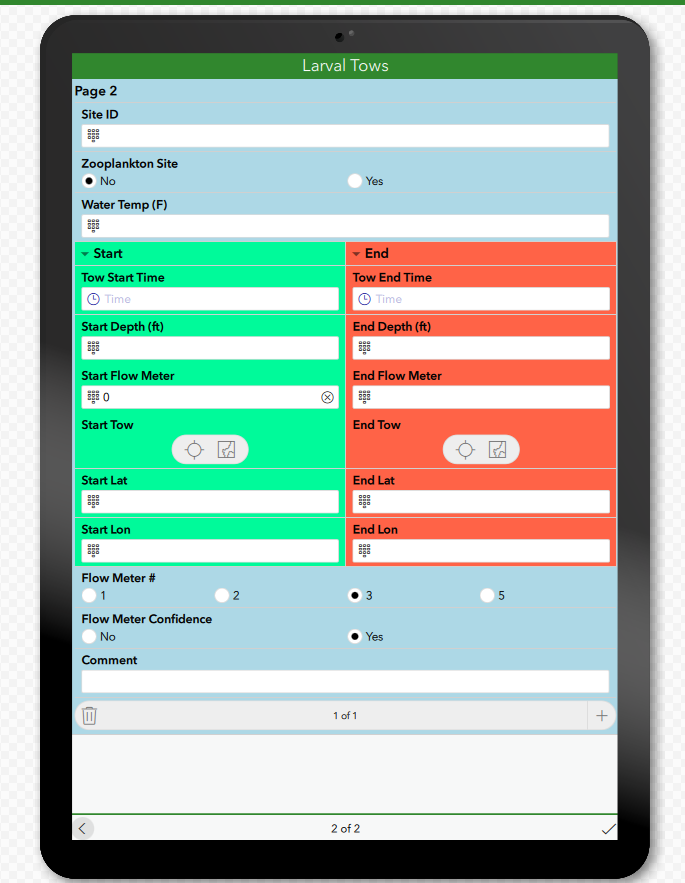 Larval Tows
Page 2
Site ID
Zooplankton Site
No Yes
Water Temp (F)
Start End
Tow Start Time Tow End Time
Time Time
Start Depth (ft) End Depth (ft)
Start Flow Meter End Flow Meter
0
Start Tow End Tow
Start Lat End Lat
Start Lon End Lon
Flow Meter #
1 2 3 5
Flow Meter Confidence
No Yes
Comment
1 of 1
2 of 2